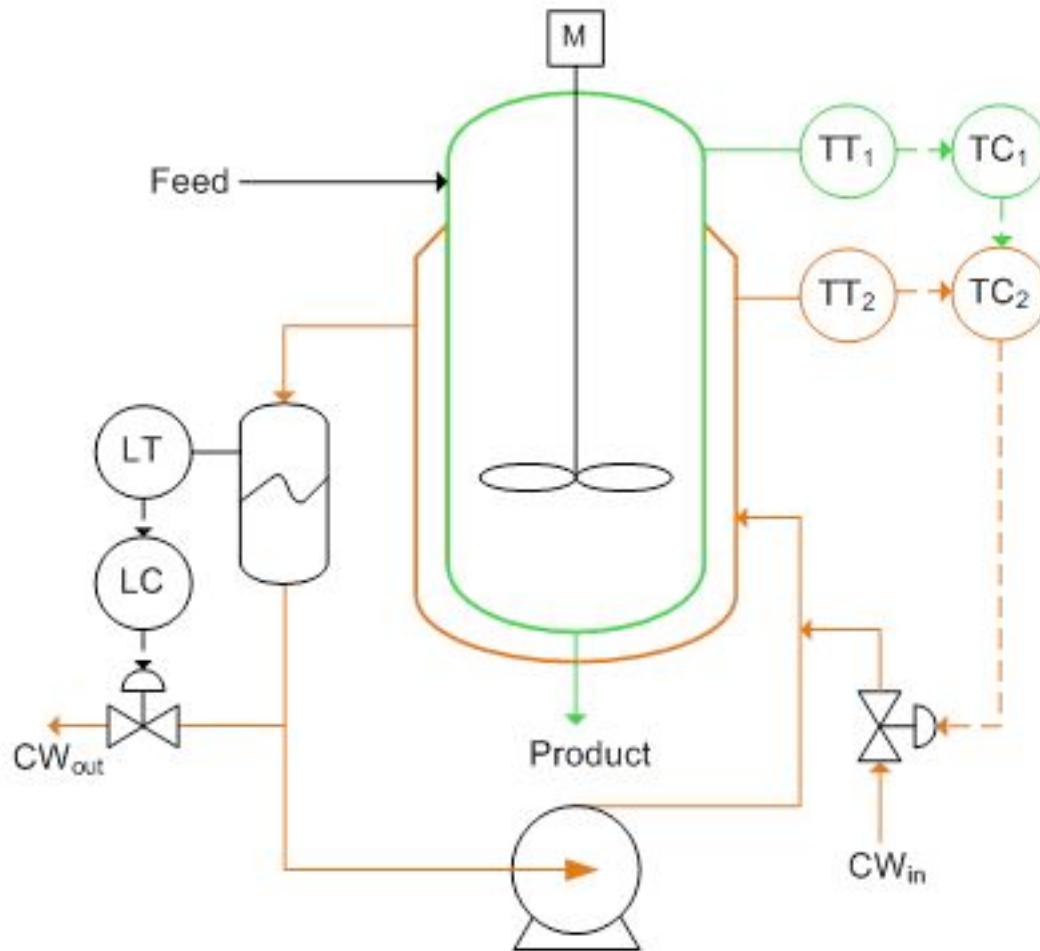 M
TT₁
TC₁
Feed
TT₂
TC₂
LT
LC
CWout
Product
CWin